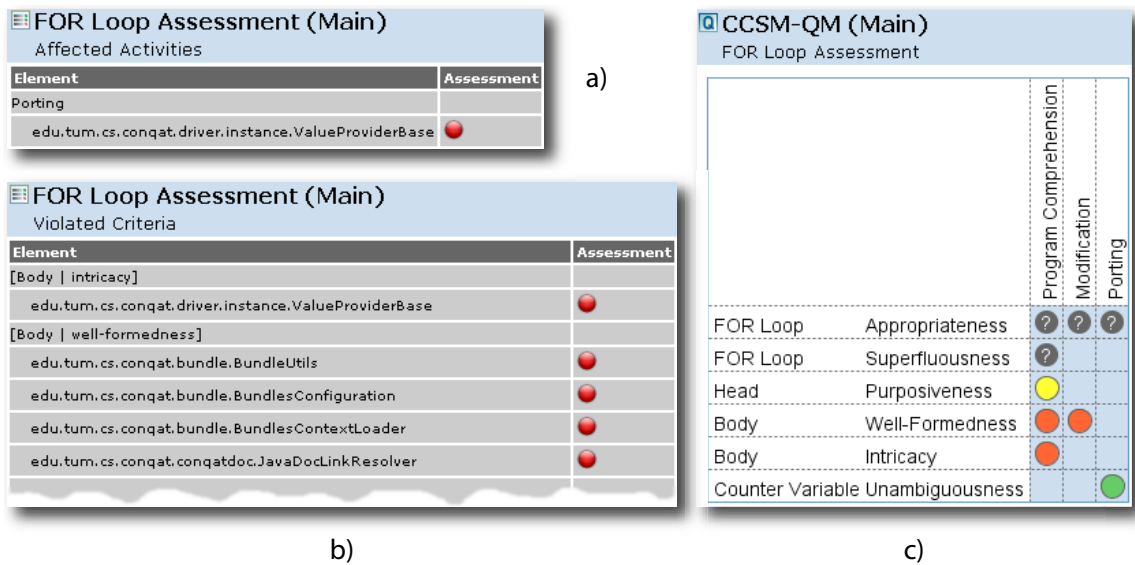 FOR Loop Assessment (Main)
Affected Activities
Element Assessment
Porting
edu.tum.cs.conqat.driver.instance.ValueProviderBase
a)
FOR Loop Assessment (Main)
Violated Criteria
Element Assessment
[Body | intricacy]
edu.tum.cs.conqat.driver.instance.ValueProviderBase
[Body | well-formedness]
edu.tum.cs.conqat.bundle.BundleUtils
edu.tum.cs.conqat.bundle.BundlesConfiguration
edu.tum.cs.conqat.bundle.BundlesContextLoader
edu.tum.cs.conqat.conqatdoc.JavaDocLinkResolver
b)
Q CCSM-QM (Main)
FOR Loop Assessment
Program Comprehension
Modification
Porting
FOR Loop Appropriateness ? ? ?
FOR Loop Superfluousness ?
Head Purposiveness
Body Well-Formedness
Body Intricacy
Counter Variable Unambiguousness
c)